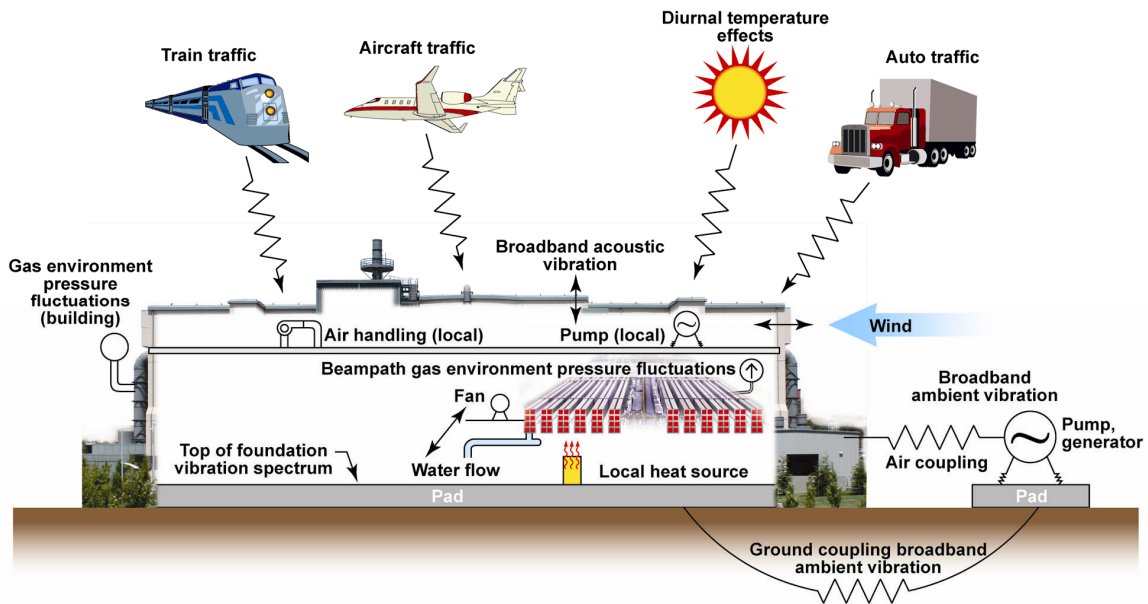 Train traffic
Aircraft traffic
Diurnal temperature
effects
Auto traffic
Gas environment
pressure
fluctuations
(building)
Broadband acoustic
vibration
Air handling (local)
Pump (local)
Wind
Beampath gas environment pressure fluctuations
Fan
Water flow
Top of foundation
vibration spectrum
Local heat source
Pad
Broadband
ambient vibration
Pump,
generator
Air coupling
Pad
Ground coupling broadband
ambient vibration